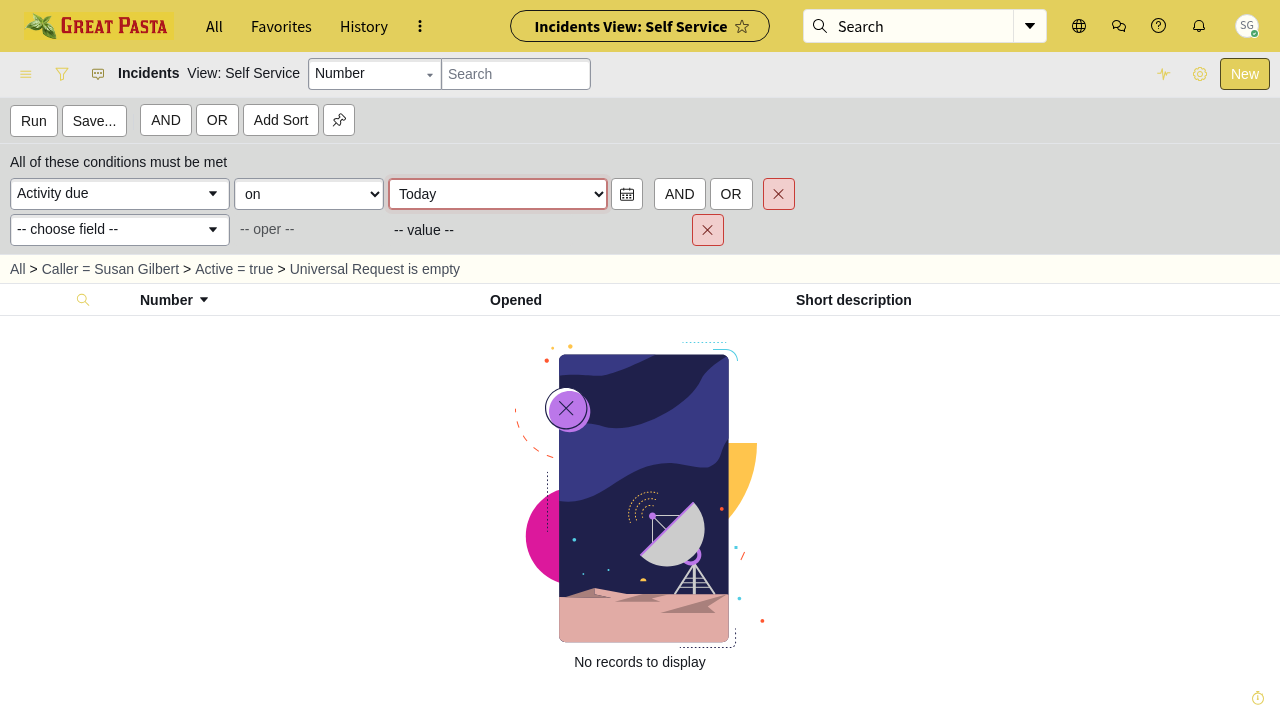 GREAT PASTA All Favorites History Incidents View: Self Service Search SG
Incidents View: Self Service Number Search New
Run Save... AND OR Add Sort
All of these conditions must be met
Activity due on Today AND OR
-- choose field -- -- oper -- -- value --
All > Caller = Susan Gilbert > Active = true > Universal Request is empty
Number Opened Short description
No records to display